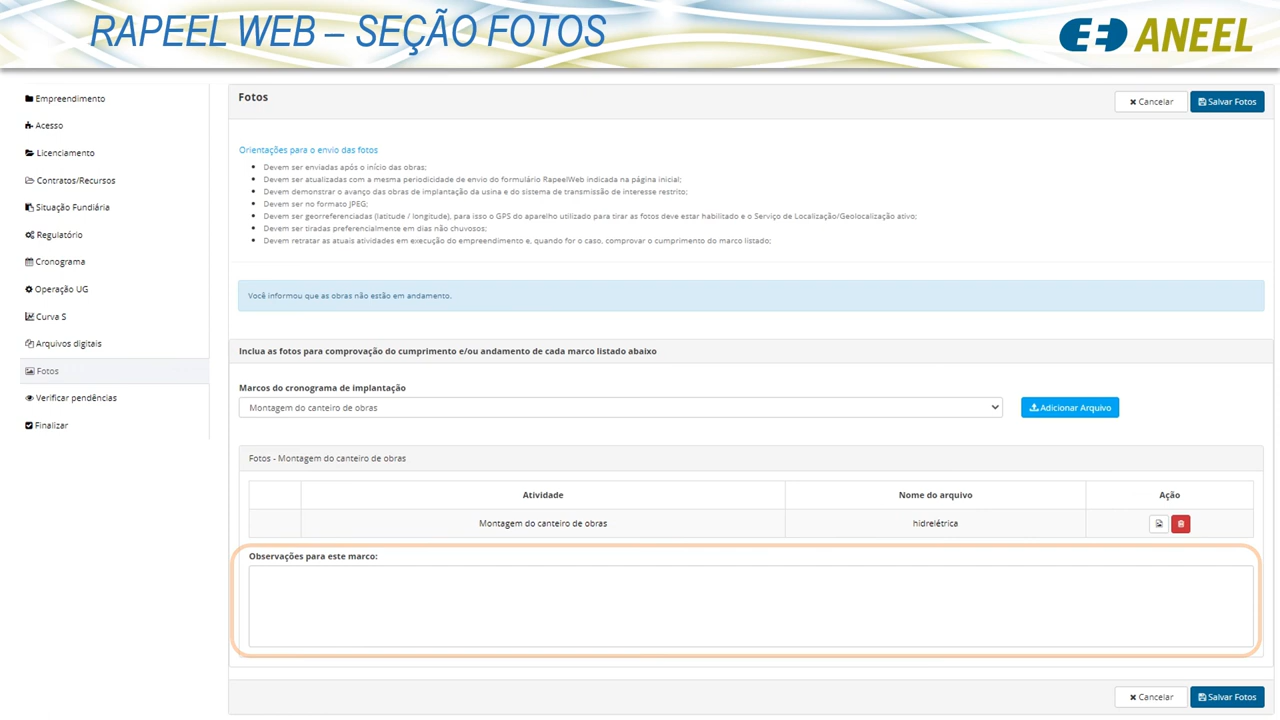 RAPEEL WEB – SEÇÃO FOTOS
ANEEL
Empreendimento
Acesso
Licenciamento
Contratos/Recursos
Situação Fundiária
Regulatório
Cronograma
Operação UG
Curva S
Arquivos digitais
Fotos
Verificar pendências
Finalizar
Fotos
Cancelar
Salvar Fotos
Orientações para o envio das fotos
Devem ser enviadas após o início das obras;
Devem ser atualizadas com a mesma periodicidade de envio do formulário RapeelWeb indicada na página inicial;
Devem demonstrar o avanço das obras de implantação da usina e do sistema de transmissão de interesse restrito;
Devem ser no formato JPEG;
Devem ser georreferenciadas (latitude / longitude), para isso o GPS do aparelho utilizado para tirar as fotos deve estar habilitado e o Serviço de Localização/Geolocalização ativo;
Devem ser tiradas preferencialmente em dias não chuvosos;
Devem retratar as atuais atividades em execução do empreendimento e, quando for o caso, comprovar o cumprimento do marco listado;
Você informou que as obras não estão em andamento.
Inclua as fotos para comprovação do cumprimento e/ou andamento de cada marco listado abaixo
Marcos do cronograma de implantação
Montagem do canteiro de obras
Adicionar Arquivo
Fotos - Montagem do canteiro de obras
Atividade Nome do arquivo Ação
Montagem do canteiro de obras hidrelétrica
Observações para este marco:
Cancelar
Salvar Fotos